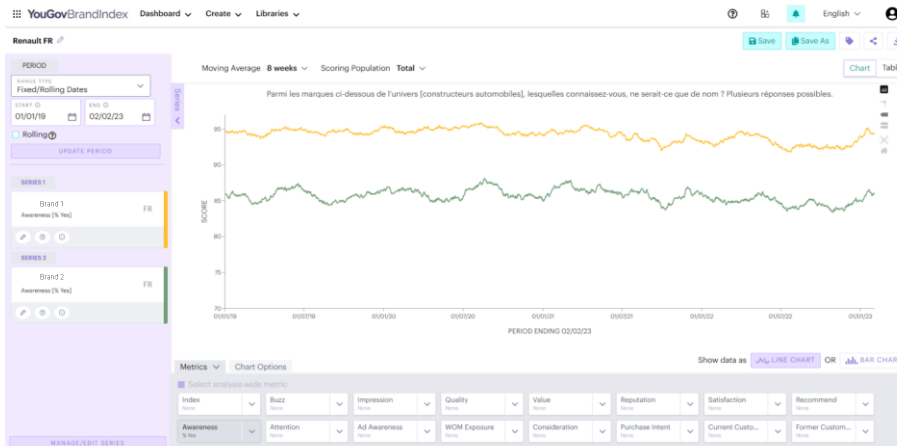 YouGovBrandIndex Dashboard Create Libraries English
Renault FR Save Save As
PERIOD
RANGE TYPE
Fixed/Rolling Dates
START END
01/01/19 02/02/23
Rolling
UPDATE PERIOD
SERIES 1
Brand 1
FR
Awareness [% Yes]
SERIES 2
Brand 2
FR
Awareness [% Yes]
MANAGE/EDIT SERIES
Moving Average 8 weeks Scoring Population Total Chart Tabl
Series
Parmi les marques ci-dessous de l'univers [constructeurs automobiles], lesquelles connaissez-vous, ne serait-ce que de nom ? Plusieurs réponses possibles.
SCORE
95
90
85
80
75
70
01/01/19 01/07/19 01/01/20 01/07/20 01/01/21 01/07/21 01/01/22 01/07/22 01/01/23
PERIOD ENDING 02/02/23
Show data as LINE CHART OR BAR CHAR
Metrics Chart Options
Select analysis-wide metric
Index Buzz Impression Quality Value Reputation Satisfaction Recommend
None None None None None None None None
Awareness Attention Ad Awareness WOM Exposure Consideration Purchase Intent Current Custo... Former Custom...
% Yes None None None None None None None